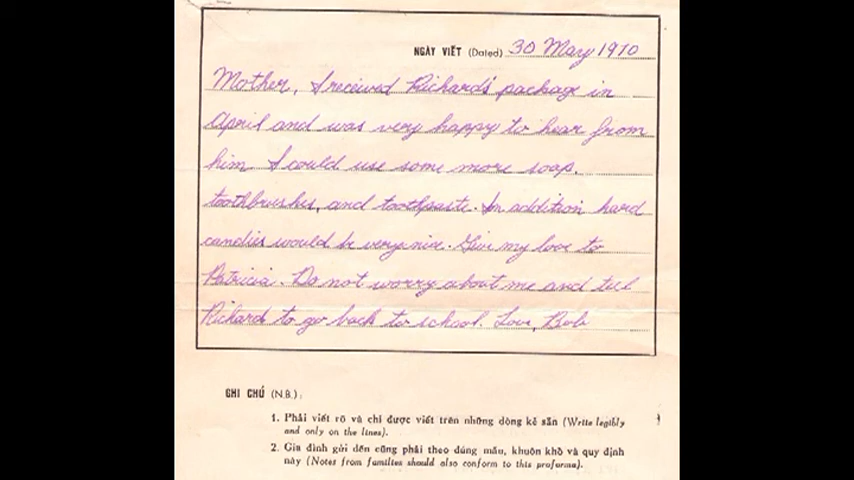 NGÀY VIẾT (Dated) 30 May 1970
Mother, I received Richard's package in
April and was very happy to hear from
him. I could use some more soap,
toothbrushes, and toothpaste. In addition hard
candies would be very nice. Give my love to
Patricia. Do not worry about me and tell
Richard to go back to school. Love, Bob
GHI CHÚ (N.B.):
1. Phải viết rõ và chỉ được viết trên những dòng kẻ sẵn (Write legibly
and only on the lines).
2. Gia đình gửi đến cũng phải theo đúng mẫu, khuôn khổ và quy định
này (Notes from families should also conform to this proforma).